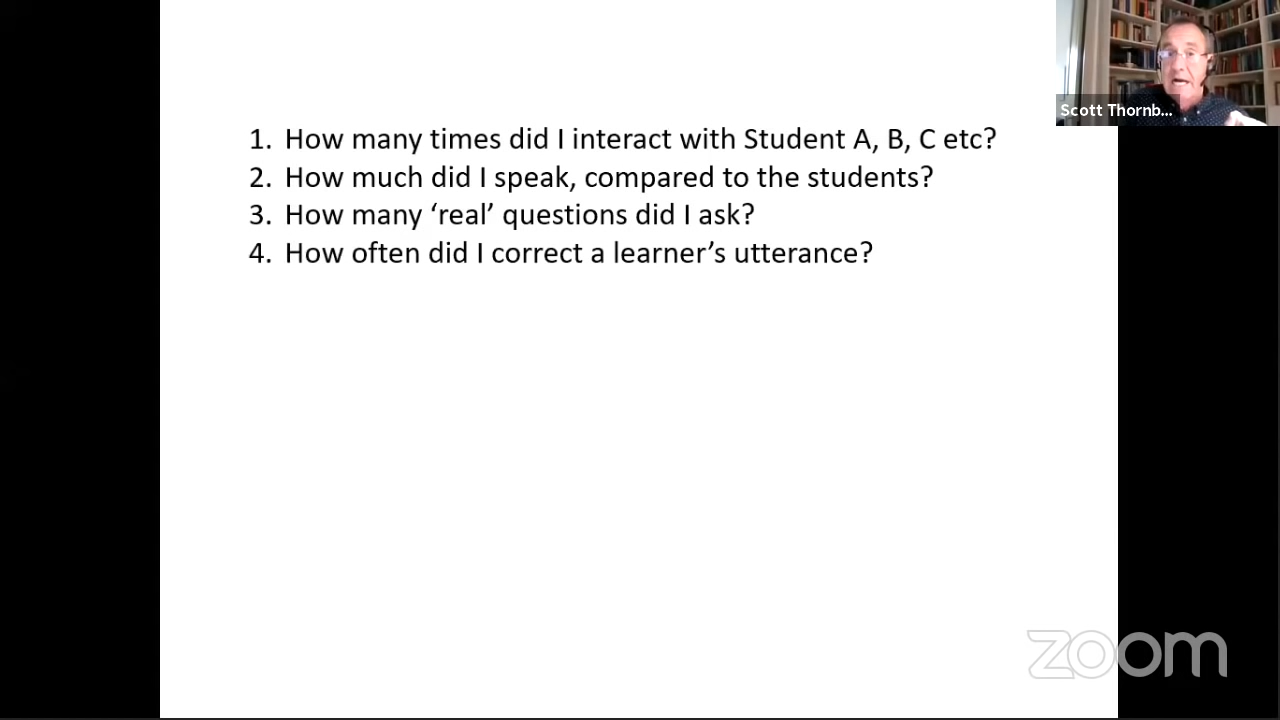 Scott Thornb...
1. How many times did I interact with Student A, B, C etc?
2. How much did I speak, compared to the students?
3. How many ‘real’ questions did I ask?
4. How often did I correct a learner’s utterance?
zoom